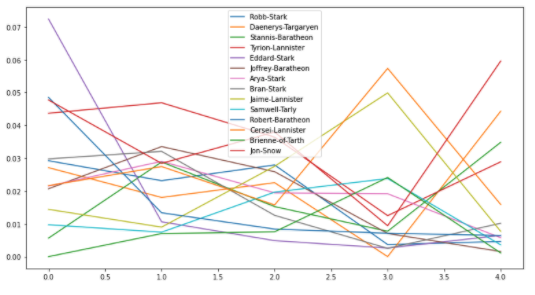 0.07
0.06
0.05
0.04
0.03
0.02
0.01
0.00
Robb-Stark
Daenerys-Targaryen
Stannis-Baratheon
Tyrion-Lannister
Eddard-Stark
Joffrey-Baratheon
Arya-Stark
Bran-Stark
Jaime-Lannister
Samwell-Tarly
Robert-Baratheon
Cersei-Lannister
Brienne-of-Tarth
Jon-Snow
0.0 0.5 1.0 1.5 2.0 2.5 3.0 3.5 4.0